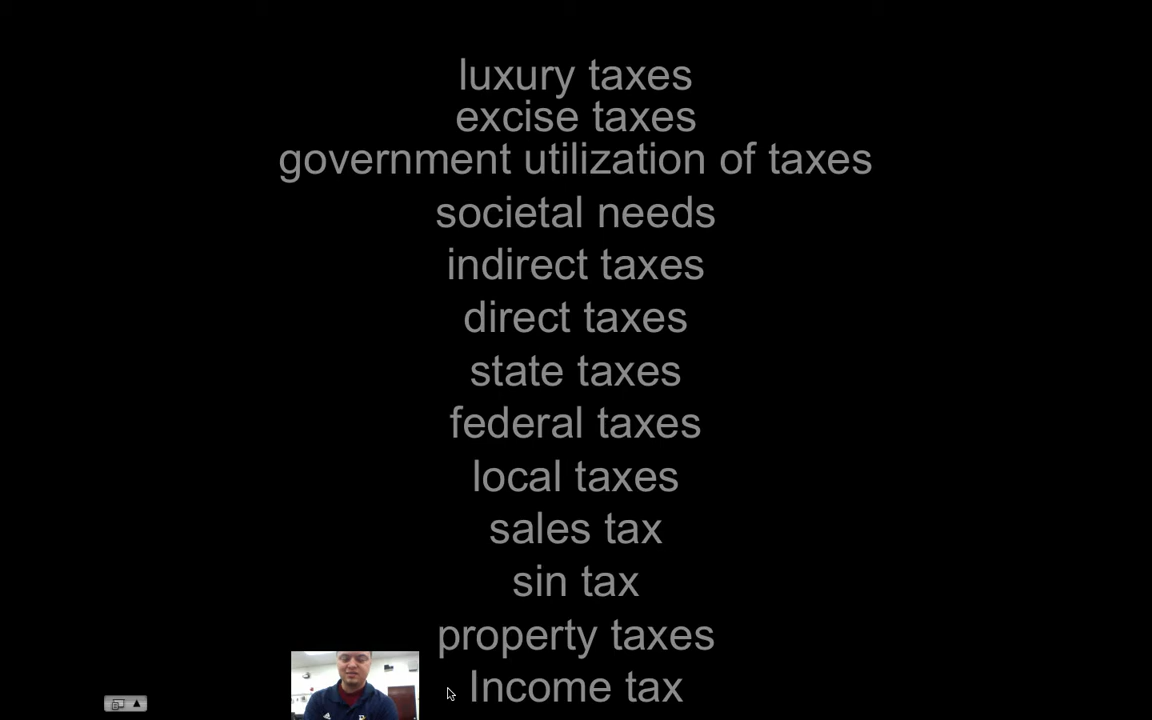 luxury taxes
excise taxes
government utilization of taxes
societal needs
indirect taxes
direct taxes
state taxes
federal taxes
local taxes
sales tax
sin tax
property taxes
Income tax